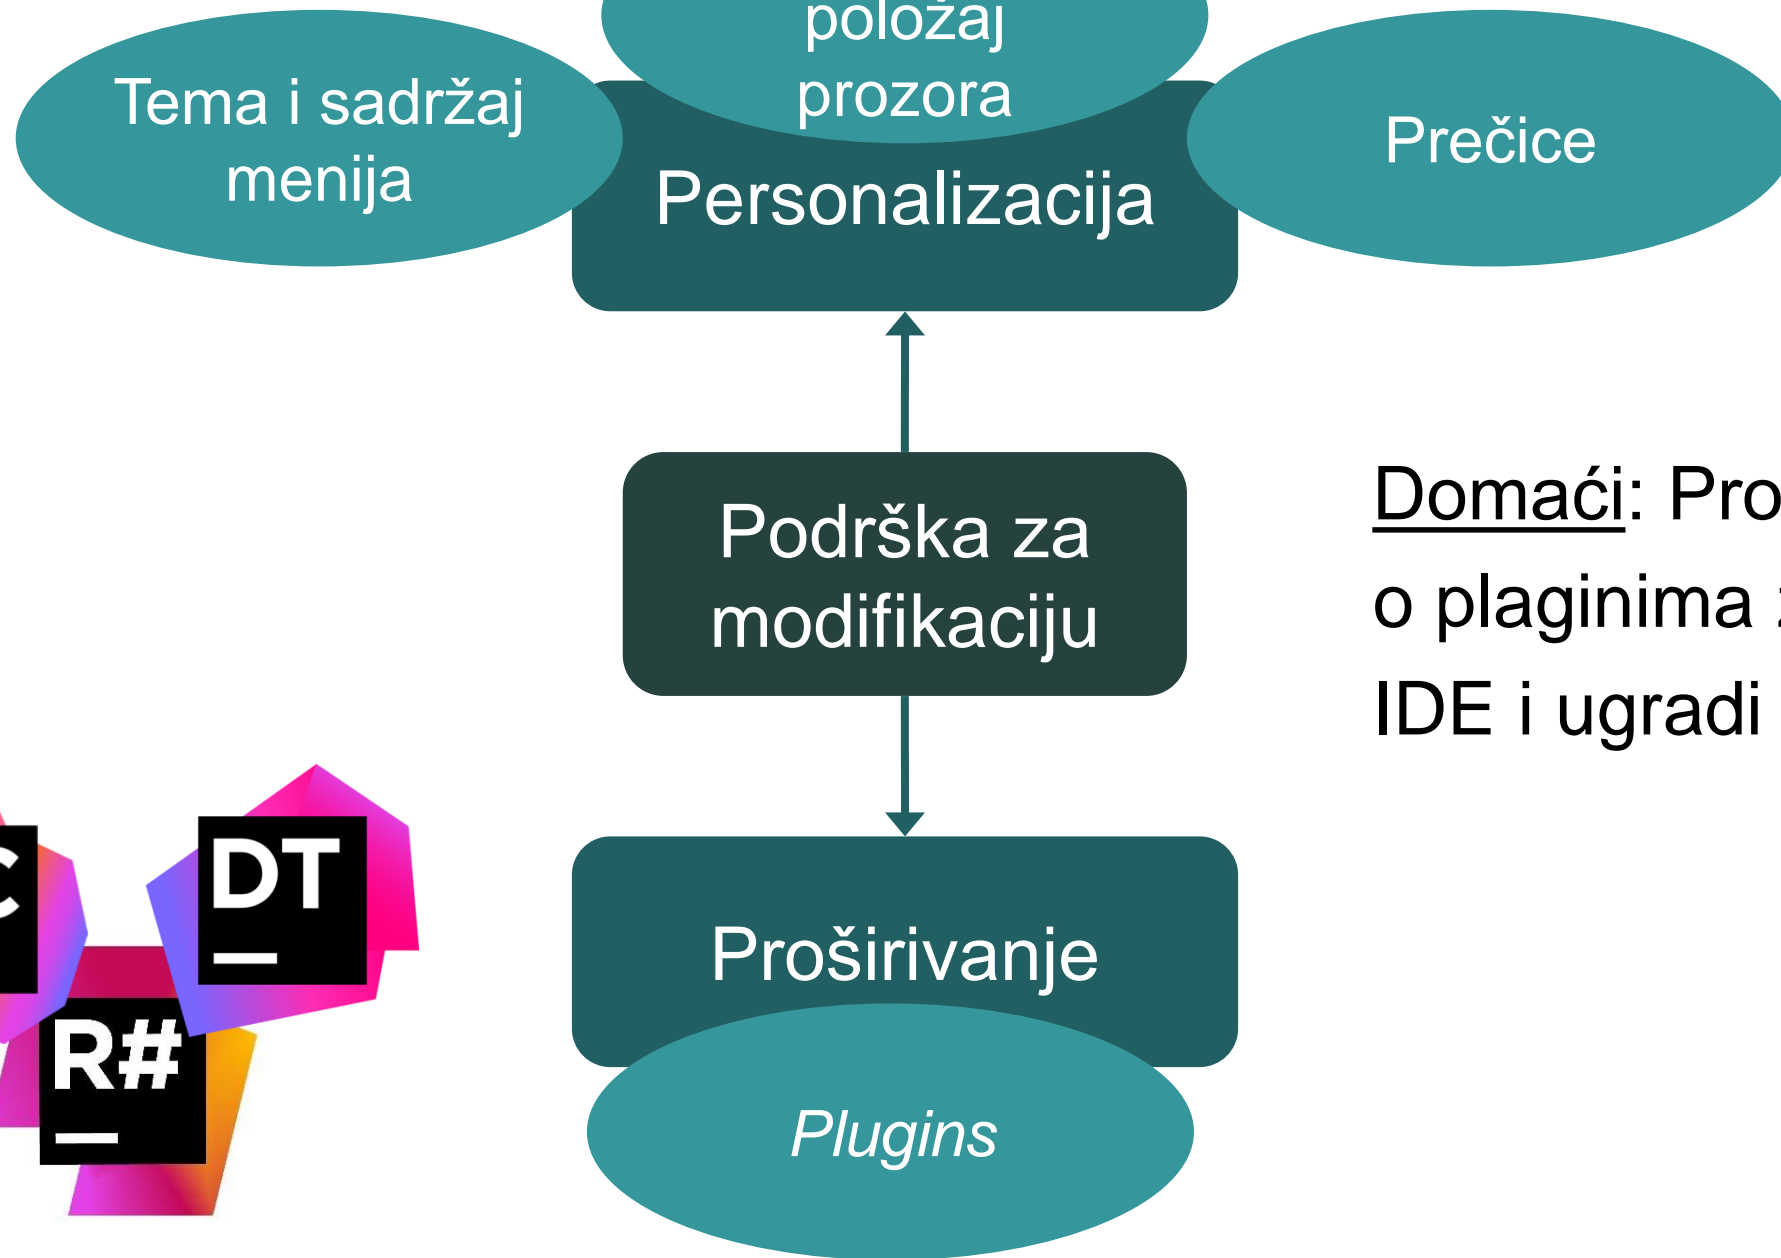 položaj
prozora
Tema i sadržaj
menija
Prečice
Personalizacija
Podrška za
modifikaciju
Domaći: Pro
o plaginima
IDE i ugradi
Proširivanje
Plugins
C
DT
R#